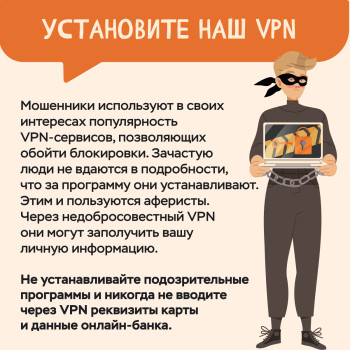 УСТАНОВИТЕ НАШ VPN
Мошенники используют в своих
интересах популярность
VPN-сервисов, позволяющих
обойти блокировки. Зачастую
люди не вдаются в подробности,
что за программу они устанавливают.
Этим и пользуются аферисты.
Через недобросовестный VPN
они могут заполучить вашу
личную информацию.
Не устанавливайте подозрительные
программы и никогда не вводите
через VPN реквизиты карты
и данные онлайн-банка.